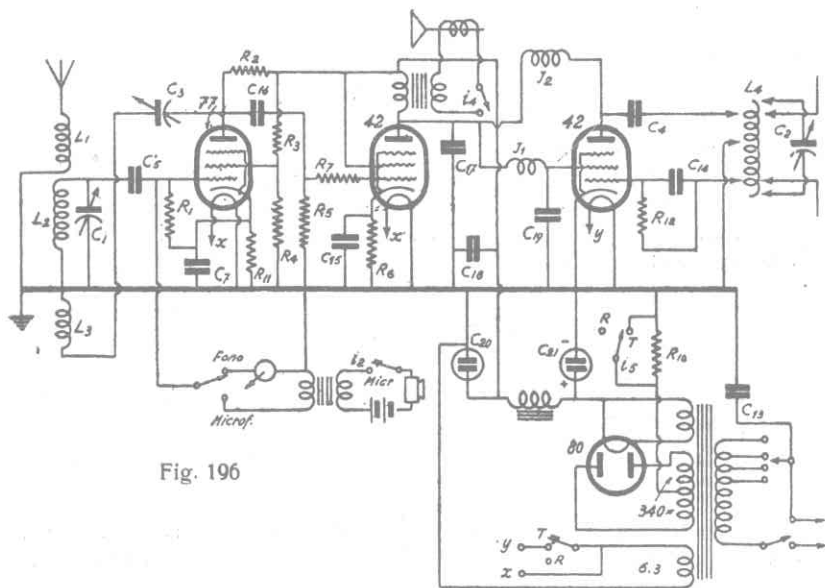 R2
C3
77
C16
R3
i4
J2
L1
42
42
C4
L4
C2
C5
R7
C17
J1
C14
L2
R1
R12
C1
x
R4
R5
C15
x
R6
C19
y
C7
R11
C18
L3
Fono
i2
C20
C21
-
+
R
T
i5
R10
Micr
Microf.
C13
80
340=
Fig. 196
y
T
R
x
6.3